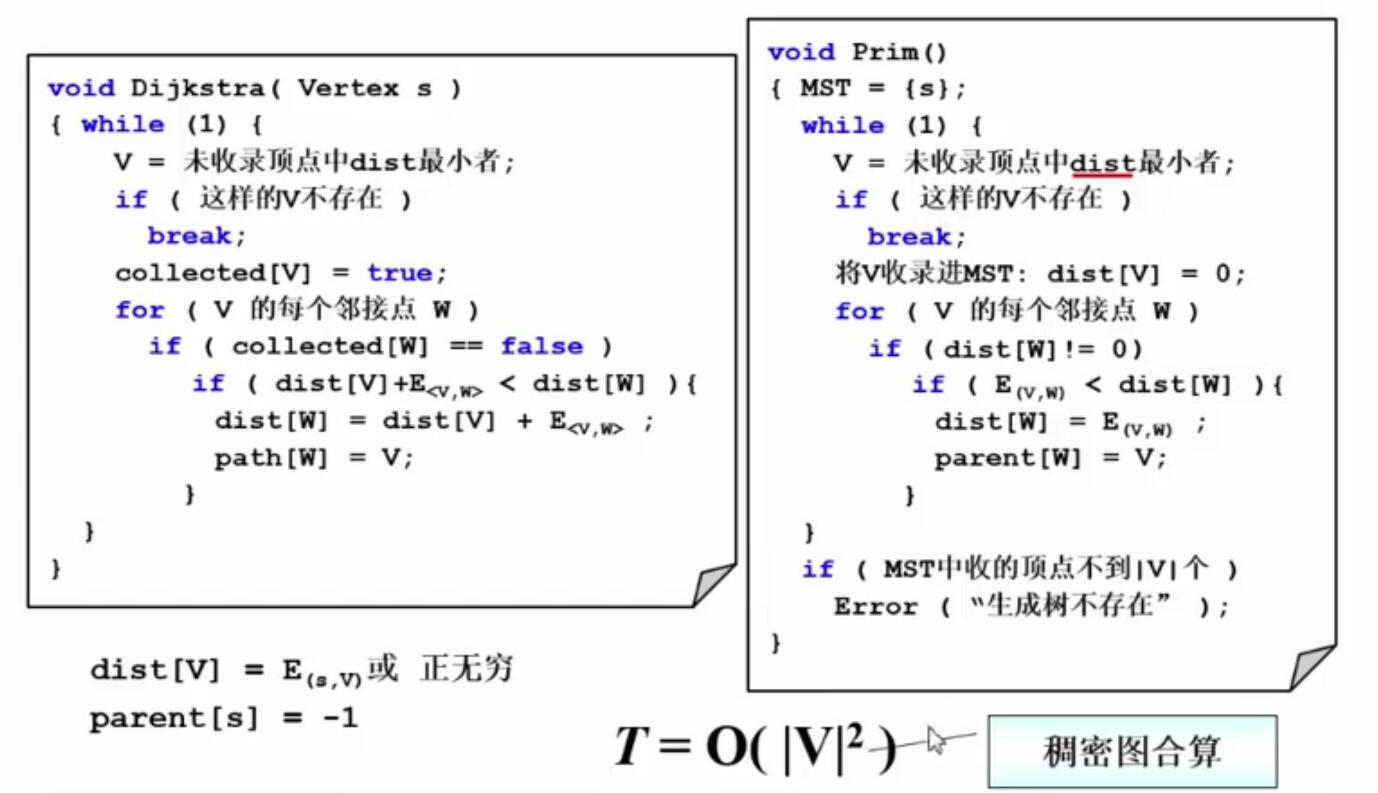 void Dijkstra( Vertex s )
{ while (1) {
V = 未收录顶点中dist最小者;
if ( 这样的V不存在 )
break;
collected[V] = true;
for ( V 的每个邻接点 W )
if ( collected[W] == false )
if ( dist[V]+E<V,W> < dist[W] ){
dist[W] = dist[V] + E<V,W> ;
path[W] = V;
}
}
}
void Prim()
{ MST = {s};
while (1) {
V = 未收录顶点中dist最小者;
if ( 这样的V不存在 )
break;
将V收录进MST: dist[V] = 0;
for ( V 的每个邻接点 W )
if ( dist[W]!= 0)
if ( E(V,W) < dist[W] ){
dist[W] = E(V,W) ;
parent[W] = V;
}
}
if ( MST中收的顶点不到|V|个 )
Error ( “生成树不存在” );
}
dist[V] = E(s,V)或 正无穷
parent[s] = -1
T = O( |V|² )
稠密图合算